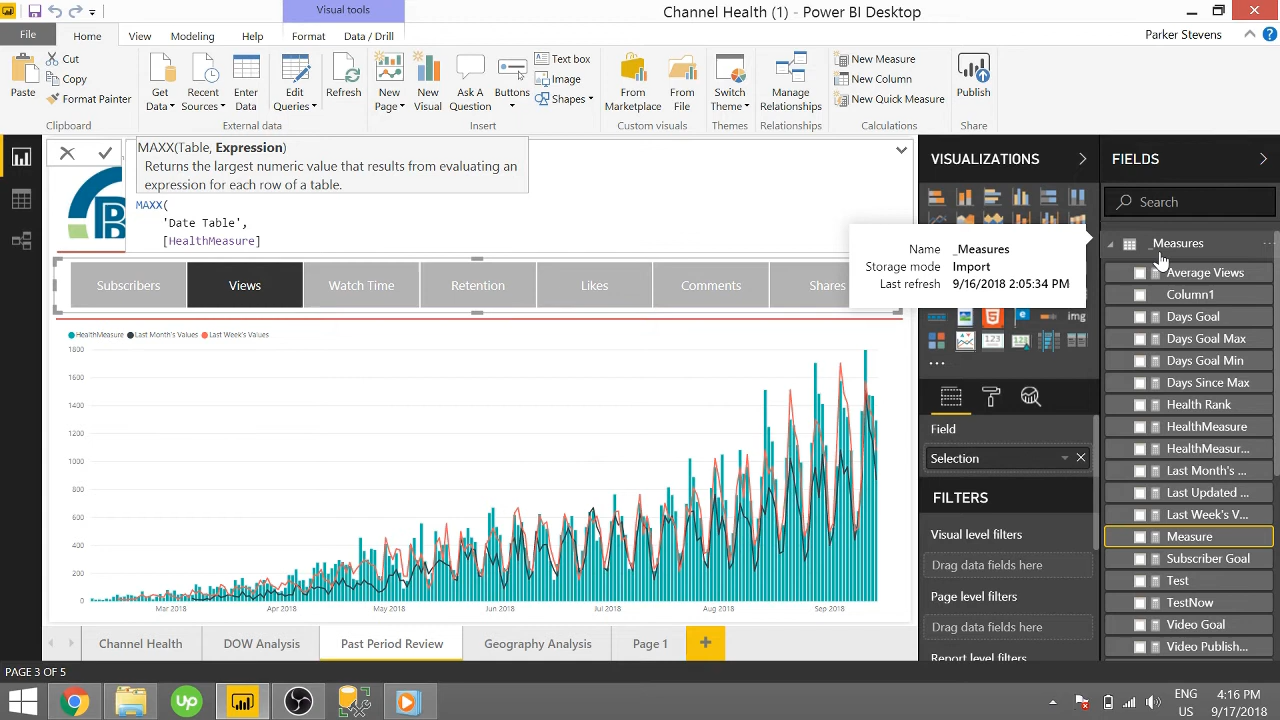 Visual tools
Channel Health (1) - Power BI Desktop
File
Home
View
Modeling
Help
Format
Data / Drill
Parker Stevens
Paste
Cut
Copy
Format Painter
Clipboard
Get Data
Recent Sources
Enter Data
Edit Queries
Refresh
External data
New Page
New Visual
Ask A Question
Buttons
Text box
Image
Shapes
Insert
From Marketplace
From File
Custom visuals
Switch Theme
Themes
Manage Relationships
Relationships
New Measure
New Column
New Quick Measure
Calculations
Publish
Share
MAXX(Table, Expression)
Returns the largest numeric value that results from evaluating an
expression for each row of a table.
MAXX(
'Date Table',
[HealthMeasure]
Subscribers
Views
Watch Time
Retention
Likes
Comments
Shares
HealthMeasure Last Month's Values Last Week's Values
1800
1600
1400
1200
1000
800
600
400
200
0
Mar 2018
Apr 2018
May 2018
Jun 2018
Jul 2018
Aug 2018
Sep 2018
Channel Health
DOW Analysis
Past Period Review
Geography Analysis
Page 1
PAGE 3 OF 5
VISUALIZATIONS
Name _Measures
Storage mode Import
Last refresh 9/16/2018 2:05:34 PM
Field
Selection
FILTERS
Visual level filters
Drag data fields here
Page level filters
Drag data fields here
Report level filters
FIELDS
Search
_Measures
Average Views
Column1
Days Goal
Days Goal Max
Days Goal Min
Days Since Max
Health Rank
HealthMeasure
HealthMeasur...
Last Month's ...
Last Updated ...
Last Week's V...
Measure
Subscriber Goal
Test
TestNow
Video Goal
Video Publish...
ENG
US
4:16 PM
9/17/2018